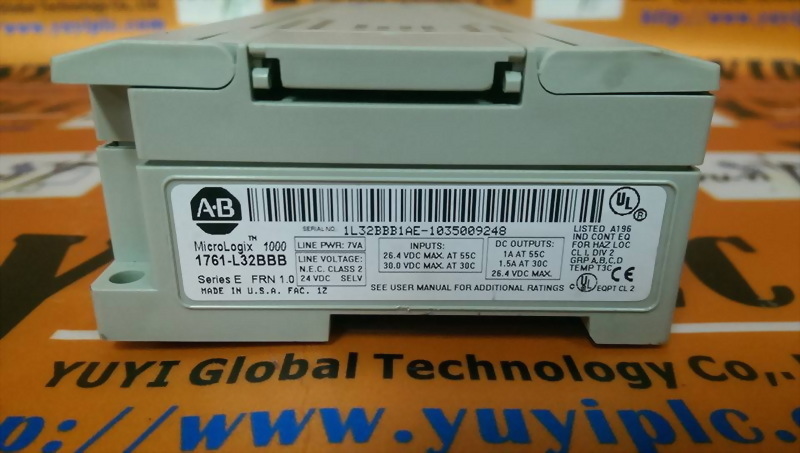 A-B
UL
SERIAL NO. 1L32BBB1AE-1035009248
MicroLogix™ 1000
1761-L32BBB
Series E FRN 1.0
MADE IN U.S.A. FAC. 1Z
LINE PWR: 7VA
LINE VOLTAGE:
N.E.C. CLASS 2
24 VDC SELV
INPUTS:
26.4 VDC MAX. AT 55C
30.0 VDC MAX. AT 30C
DC OUTPUTS:
1A AT 55C
1.5A AT 30C
26.4 VDC MAX.
SEE USER MANUAL FOR ADDITIONAL RATINGS
LISTED A196
IND CONT EQ
FOR HAZ LOC
CL I, DIV 2
GRP A,B,C,D
TEMP T3C CE
C UL EQPT CL 2
YUYI Global Technology Co,.
www.yuyiplc.com